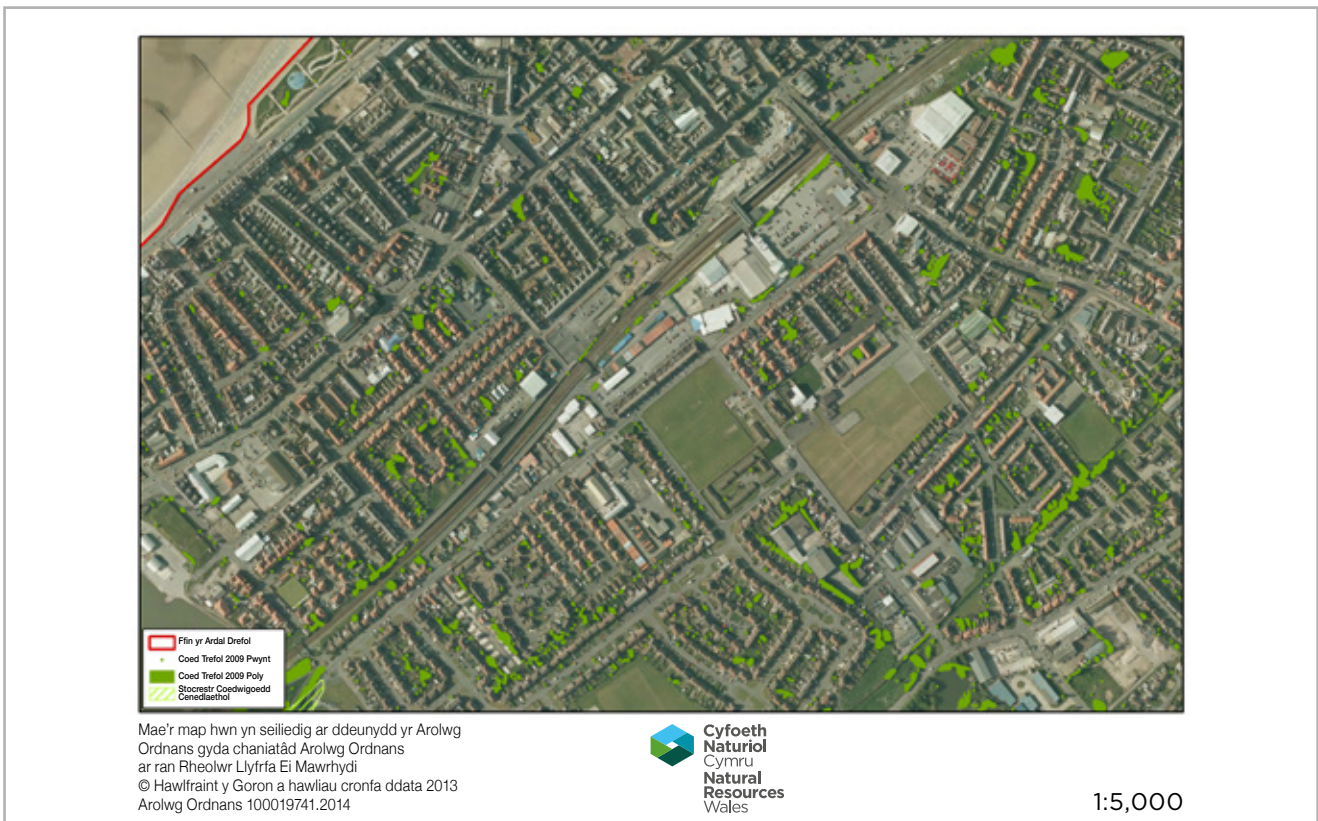 Ffin yr Ardal Drefol
Coed Trefol 2009 Pwynt
Coed Trefol 2009 Poly
Stocrestr Coedwigoedd
Cenedlaethol
Mae'r map hwn yn seiliedig ar ddeunydd yr Arolwg
Ordnans gyda chaniatâd Arolwg Ordnans
ar ran Rheolwr Llyfrfa Ei Mawrhydi
© Hawlfraint y Goron a hawliau cronfa ddata 2013
Arolwg Ordnans 100019741.2014
Cyfoeth
Naturiol
Cymru
Natural
Resources
Wales
1:5,000